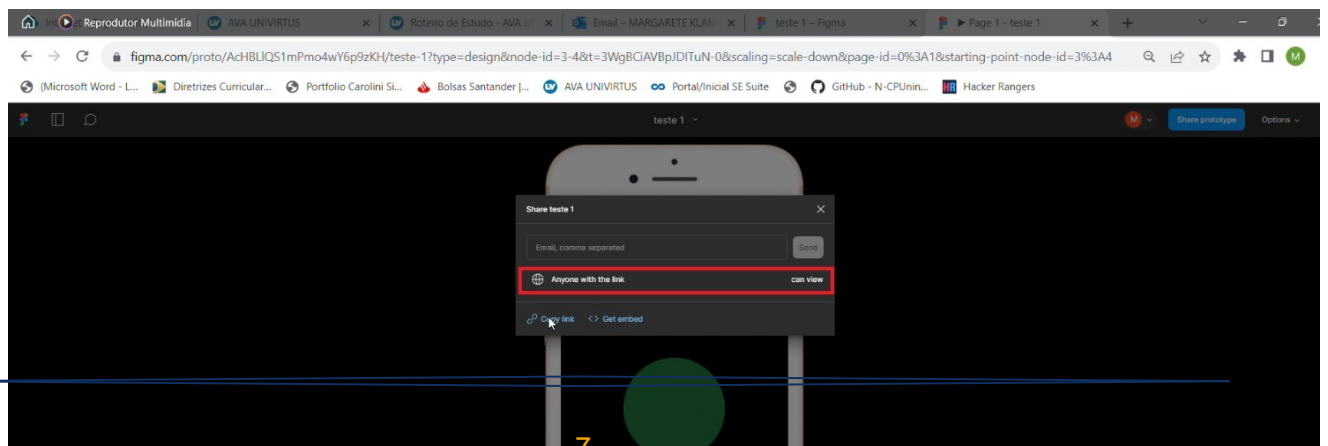 Reprodutor Multimídia
AVA UNIVIRTUS
Roteiro de Estudo - AVA U
Email – MARGARETE KLAN
teste 1 – Figma
▶ Page 1 - teste 1
figma.com/proto/AcHBLlQS1mPmo4wY6p9zKH/teste-1?type=design&node-id=3-4&t=3WgBCiAVBpJDlTuN-0&scaling=scale-down&page-id=0%3A1&starting-point-node-id=3%3A4
M
(Microsoft Word - L...
Diretrizes Curricular...
Portfolio Carolini Si...
Bolsas Santander |...
AVA UNIVIRTUS
Portal/Inicial SE Suite
GitHub - N-CPUnin...
HR Hacker Rangers
teste 1
M
Share prototype
Options
Share teste 1
Email, comma separated
Send
Anyone with the link
can view
Copy link
<> Get embed